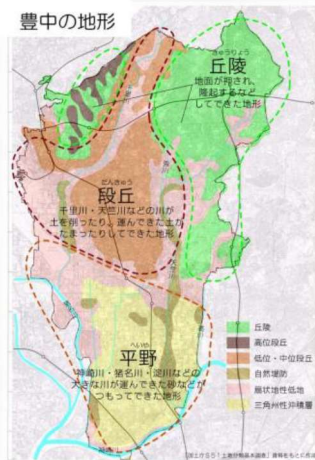 豊中の地形
きゅうりょう
丘陵
地面が押され、
隆起するなど
してできた地形
だんきゅう
段丘
千里川・天竺川などの川が
土を削ったり、運んできた土が
たまったりしてできた地形
へいや
平野
神崎川・猪名川・淀川などの
大きな川が運んできた砂などが
つもってできた地形
丘陵
高位段丘
低位・中位段丘
自然堤防
扇状地性低地
三角州性沖積層